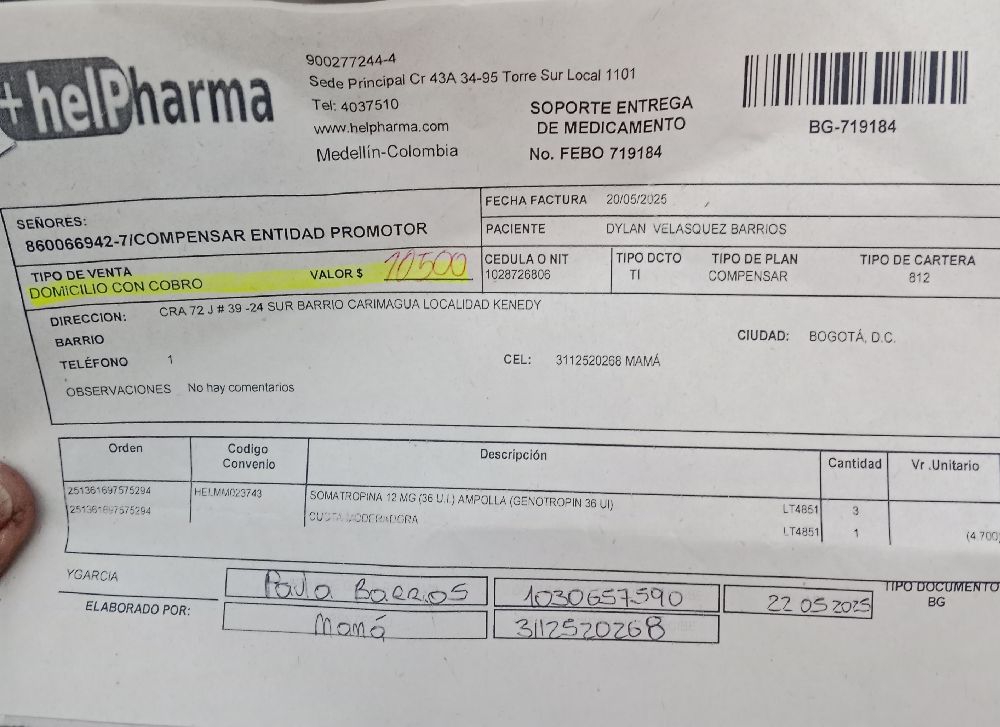 +helPharma
900277244-4
Sede Principal Cr 43A 34-95 Torre Sur Local 1101
Tel: 4037510
www.helpharma.com
Medellín-Colombia
SOPORTE ENTREGA
DE MEDICAMENTO
No. FEBO 719184
BG-719184
SEÑORES:
860066942-7/COMPENSAR ENTIDAD PROMOTOR
FECHA FACTURA 20/05/2025
PACIENTE DYLAN VELASQUEZ BARRIOS
TIPO DE VENTA
DOMICILIO CON COBRO
VALOR $ 10500
CEDULA O NIT
1028726806
TIPO DCTO
TI
TIPO DE PLAN
COMPENSAR
TIPO DE CARTERA
812
DIRECCION: CRA 72 J # 39 -24 SUR BARRIO CARIMAGUA LOCALIDAD KENEDY
BARRIO
CIUDAD: BOGOTÁ, D.C.
TELÉFONO 1
CEL: 3112520268 MAMÁ
OBSERVACIONES No hay comentarios
Orden
Codigo
Convenio
Descripción
Cantidad
Vr .Unitario
251361697575294 HELMM023743 SOMATROPINA 12 MG (36 U.I.) AMPOLLA (GENOTROPIN 36 UI) LT4851 3
251361697575294 CUOTA MODERADORA LT4851 1 (4.700)
YGARCIA
ELABORADO POR:
Paula Barrios 1030657590 22 05 2025
Mamá 3112520268
TIPO DOCUMENTO
BG